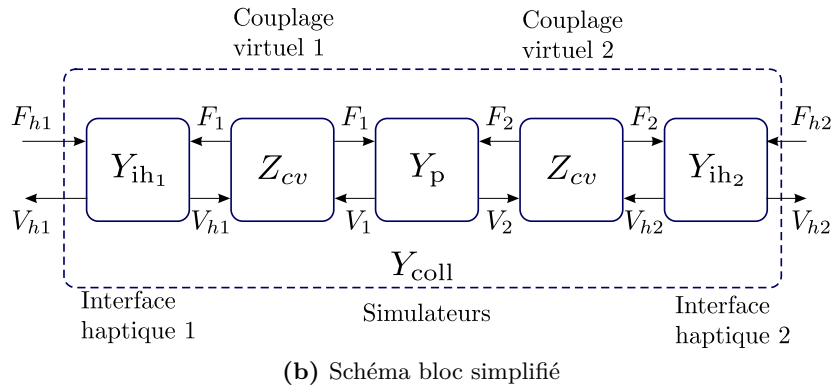 Couplage
virtuel 1
Couplage
virtuel 2
F_{h1} F_1 F_1 F_2 F_2 F_{h2}
Y_{ih_1} Z_{cv} Y_p Z_{cv} Y_{ih_2}
V_{h1} V_{h1} V_1 V_2 V_{h2} V_{h2}
Y_{coll}
Interface
haptique 1
Simulateurs
Interface
haptique 2
(b) Schéma bloc simplifié